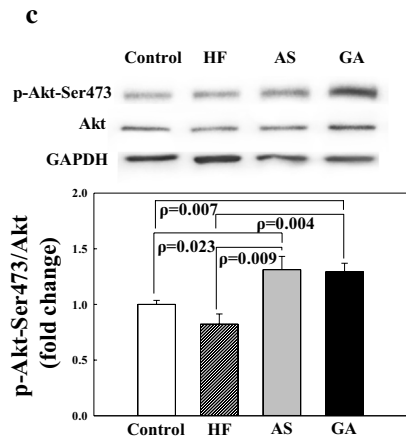 c
Control HF AS GA
p-Akt-Ser473
Akt
GAPDH
p-Akt-Ser473/Akt
(fold change)
2.0
1.5
1.0
0.5
0.0
ρ=0.007
ρ=0.004
ρ=0.023
ρ=0.009
Control HF AS GA